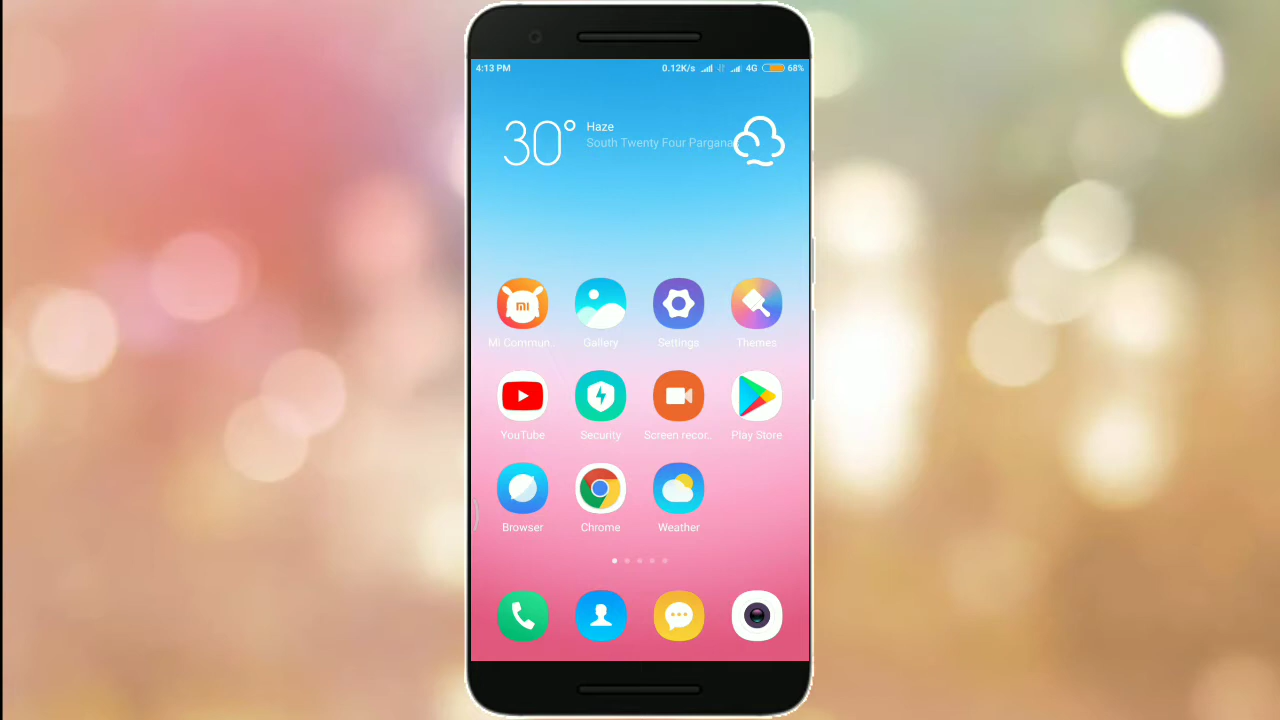 4:13 PM 0.12K/s 4G 68%
30° Haze
South Twenty Four Pargana
mi
Mi Commun.. Gallery Settings Themes
YouTube Security Screen recor.. Play Store
Browser Chrome Weather